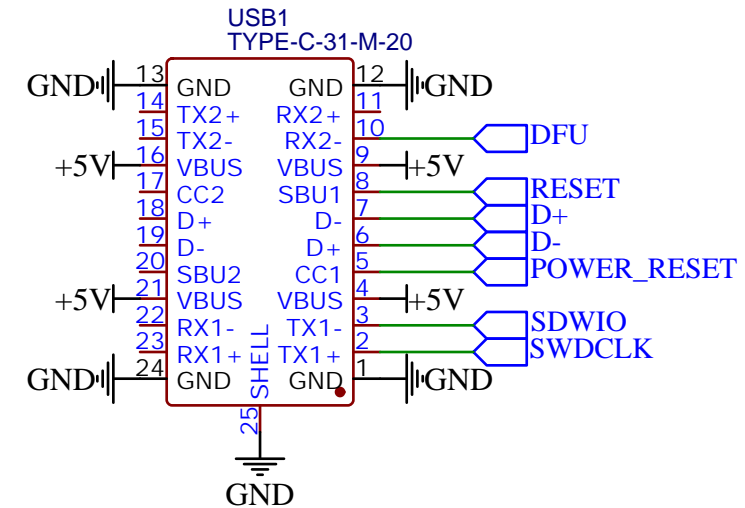 USB1
TYPE-C-31-M-20
GND 13 GND GND 12 GND
14 TX2+ RX2+ 11
15 TX2- RX2- 10 DFU
+5V 16 VBUS VBUS 9 +5V
17 CC2 SBU1 8 RESET
18 D+ D- 7 D+
19 D- D+ 6 D-
20 SBU2 CC1 5 POWER_RESET
+5V 21 VBUS VBUS 4 +5V
22 RX1- TX1- 3 SDWIO
23 RX1+ TX1+ 2 SWDCLK
GND 24 GND GND 1 GND
SHELL
25
GND